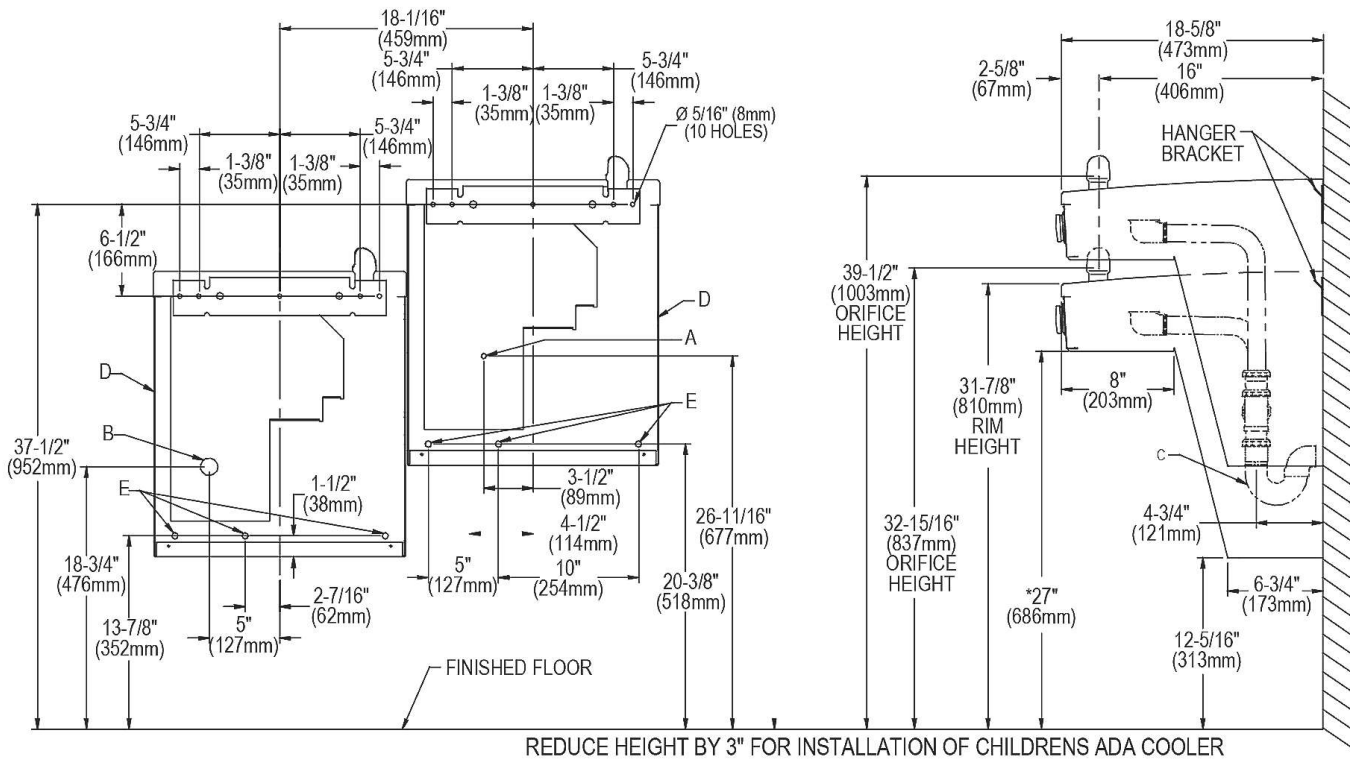 18-1/16"
(459mm)
5-3/4"
(146mm)
5-3/4"
(146mm)
1-3/8"
(35mm)
1-3/8"
(35mm)
Ø 5/16" (8mm)
(10 HOLES)
5-3/4"
(146mm)
5-3/4"
(146mm)
1-3/8"
(35mm)
1-3/8"
(35mm)
6-1/2"
(166mm)
37-1/2"
(952mm)
D
B
E
D
A
E
1-1/2"
(38mm)
3-1/2"
(89mm)
4-1/2"
(114mm)
5"
(127mm)
10"
(254mm)
26-11/16"
(677mm)
20-3/8"
(518mm)
18-3/4"
(476mm)
13-7/8"
(352mm)
2-7/16"
(62mm)
5"
(127mm)
FINISHED FLOOR
18-5/8"
(473mm)
2-5/8"
(67mm)
16"
(406mm)
HANGER
BRACKET
39-1/2"
(1003mm)
ORIFICE
HEIGHT
31-7/8"
(810mm)
RIM
HEIGHT
8"
(203mm)
C
32-15/16"
(837mm)
ORIFICE
HEIGHT
4-3/4"
(121mm)
*27"
(686mm)
6-3/4"
(173mm)
12-5/16"
(313mm)
REDUCE HEIGHT BY 3" FOR INSTALLATION OF CHILDRENS ADA COOLER